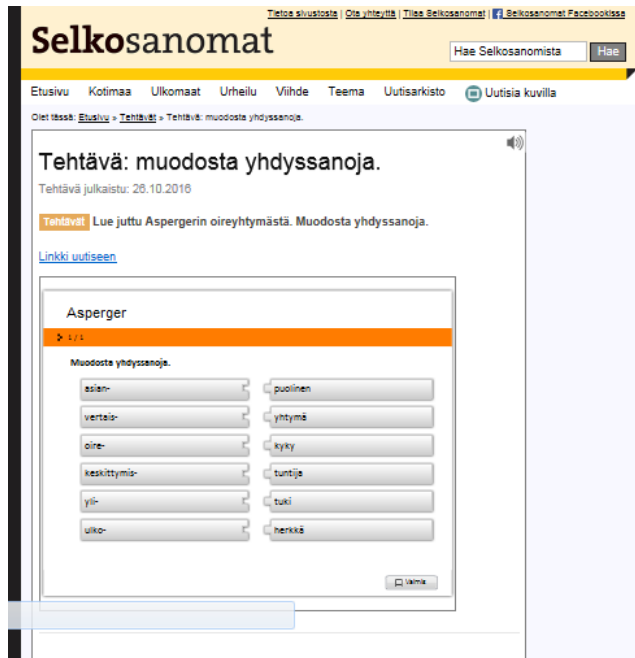 Tietoa sivustosta | Ota yhteyttä | Tilaa Selkosanomat | Selkosanomat Facebookissa
Selkosanomat
Hae Selkosanomista Hae
Etusivu Kotimaa Ulkomaat Urheilu Viihde Teema Uutisarkisto Uutisia kuvilla
Olet tässä: Etusivu » Tehtävät » Tehtävä: muodosta yhdyssanoja.
Tehtävä: muodosta yhdyssanoja.
Tehtävä julkaistu: 26.10.2016
Tehtävät Lue juttu Aspergerin oireyhtymästä. Muodosta yhdyssanoja.
Linkki uutiseen
Asperger
1 / 1
Muodosta yhdyssanoja.
asian- puolinen
vertais- yhtymä
oire- kyky
keskittymis- tuntija
yli- tuki
ulko- herkkä
Valmis